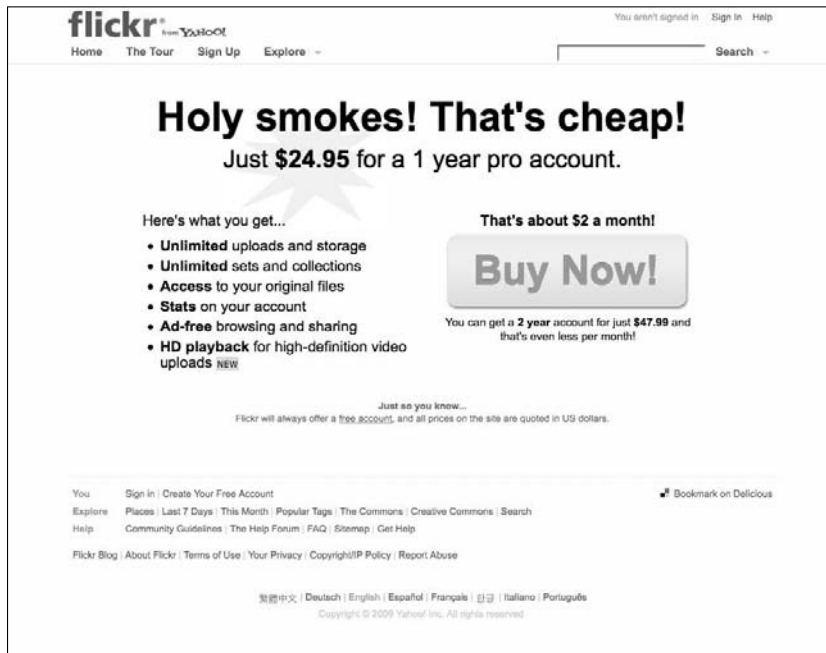 flickr® from YAHOO!
You aren't signed in Sign In Help
Home The Tour Sign Up Explore
Search
Holy smokes! That's cheap!
Just $24.95 for a 1 year pro account.
Here's what you get...
• Unlimited uploads and storage
• Unlimited sets and collections
• Access to your original files
• Stats on your account
• Ad-free browsing and sharing
• HD playback for high-definition video
uploads NEW
That's about $2 a month!
Buy Now!
You can get a 2 year account for just $47.99 and
that's even less per month!
Just so you know...
Flickr will always offer a free account, and all prices on the site are quoted in US dollars.
You Sign in | Create Your Free Account
Bookmark on Delicious
Explore Places | Last 7 Days | This Month | Popular Tags | The Commons | Creative Commons | Search
Help Community Guidelines | The Help Forum | FAQ | Sitemap | Get Help
Flickr Blog | About Flickr | Terms of Use | Your Privacy | Copyright/IP Policy | Report Abuse
繁體中文 | Deutsch | English | Español | Français | 한글 | Italiano | Português
Copyright © 2009 Yahoo! Inc. All rights reserved